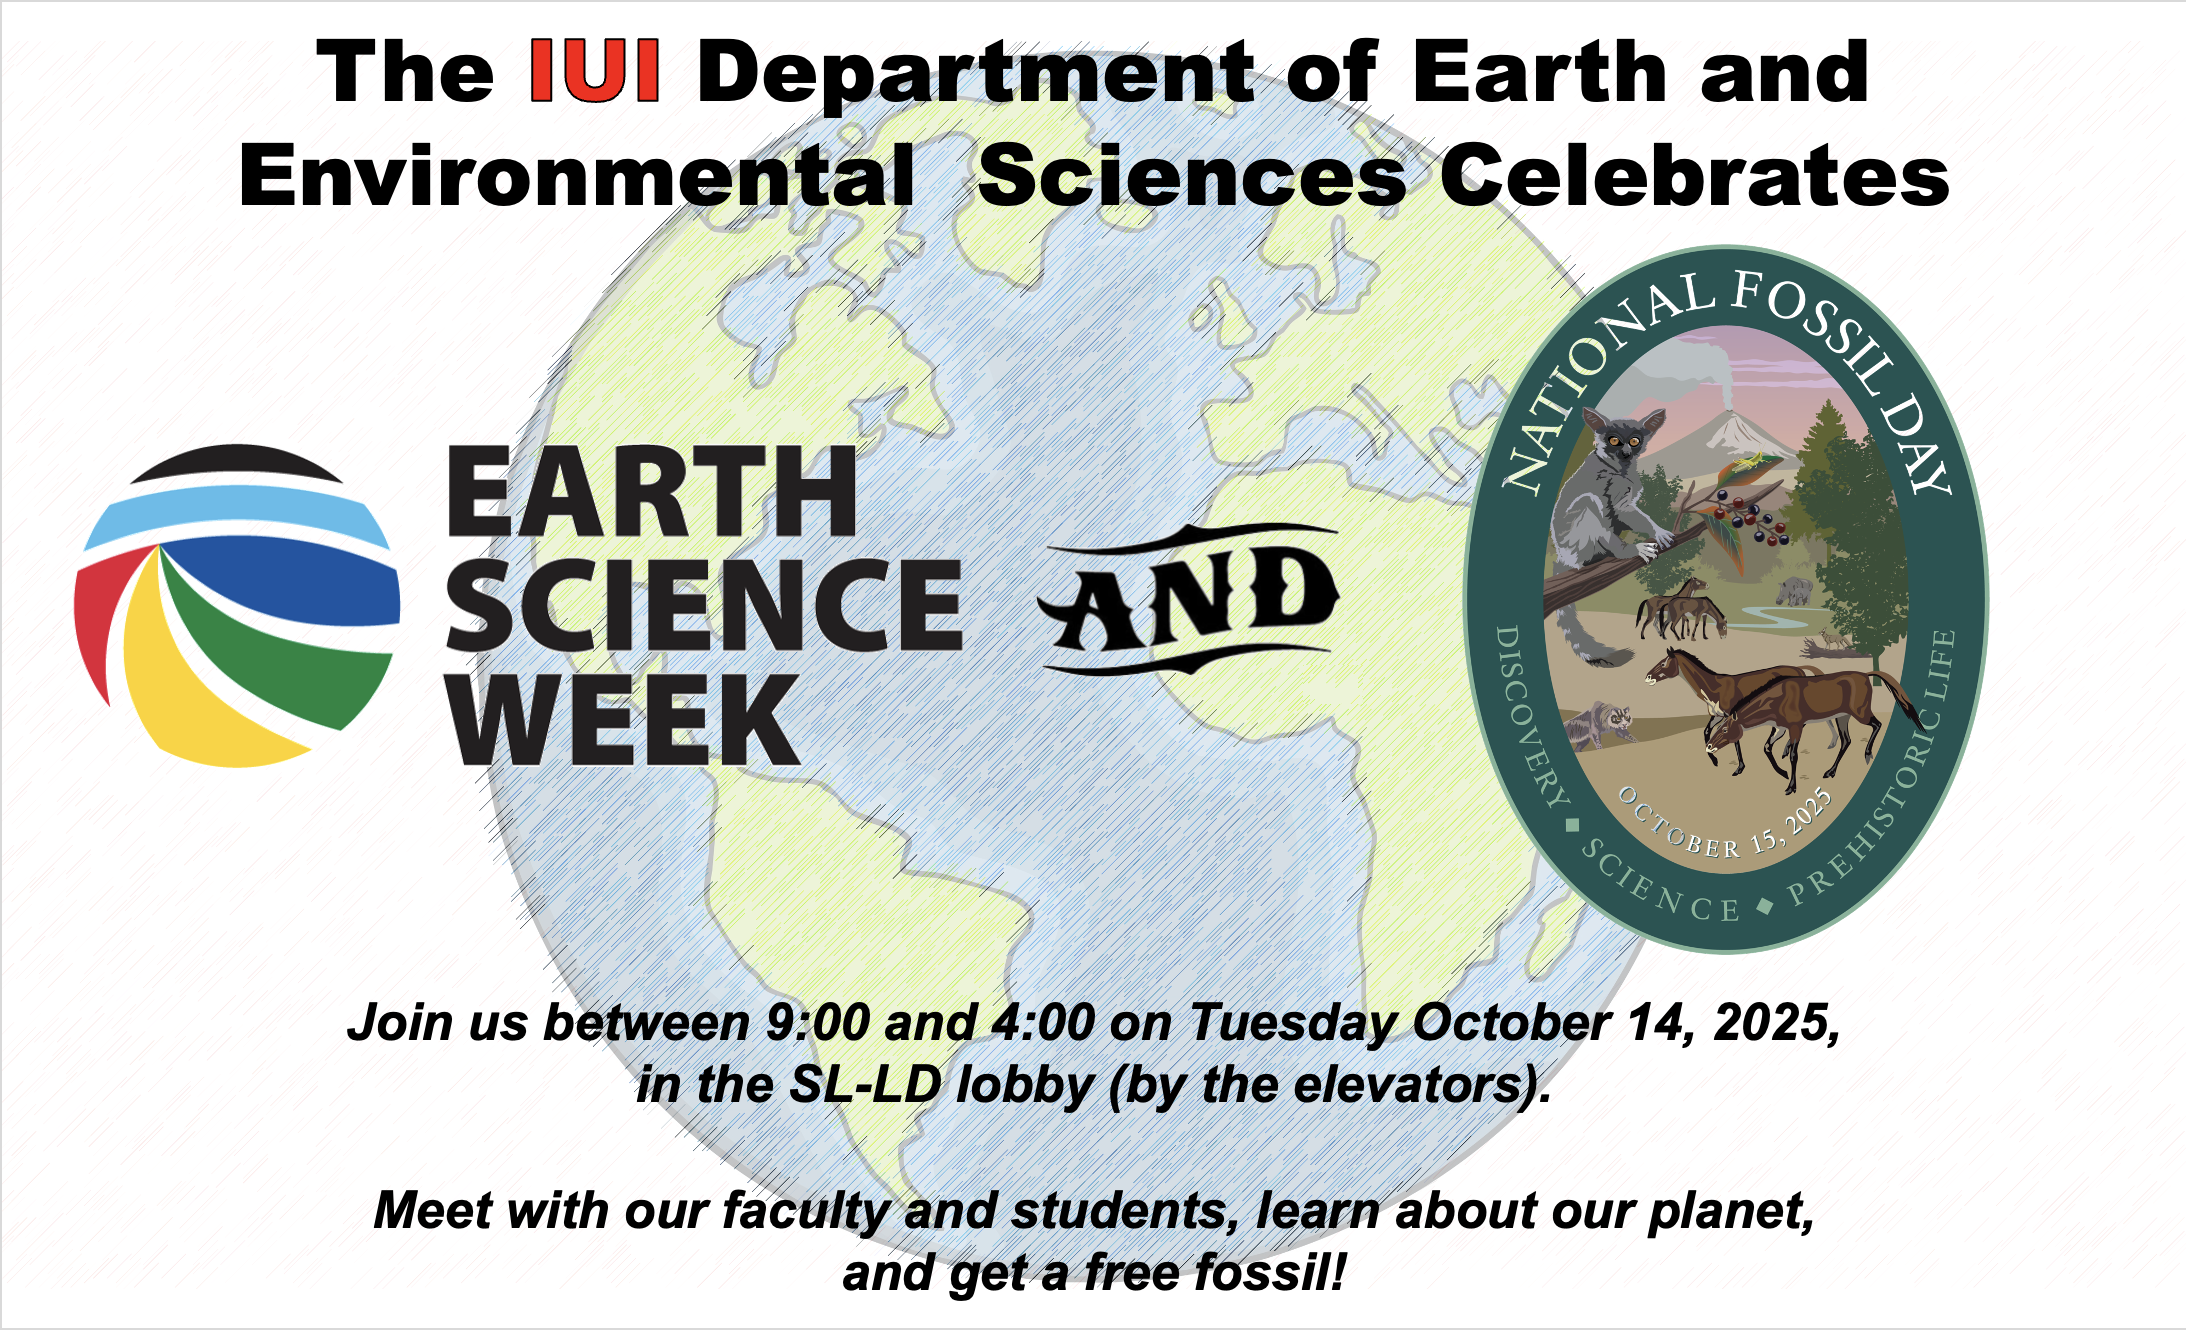 The IUI Department of Earth and
Environmental Sciences Celebrates
EARTH
SCIENCE
WEEK
AND
NATIONAL FOSSIL DAY
OCTOBER 15, 2025
DISCOVERY ▪ SCIENCE ▪ PREHISTORIC LIFE
Join us between 9:00 and 4:00 on Tuesday October 14, 2025,
in the SL-LD lobby (by the elevators).
Meet with our faculty and students, learn about our planet,
and get a free fossil!